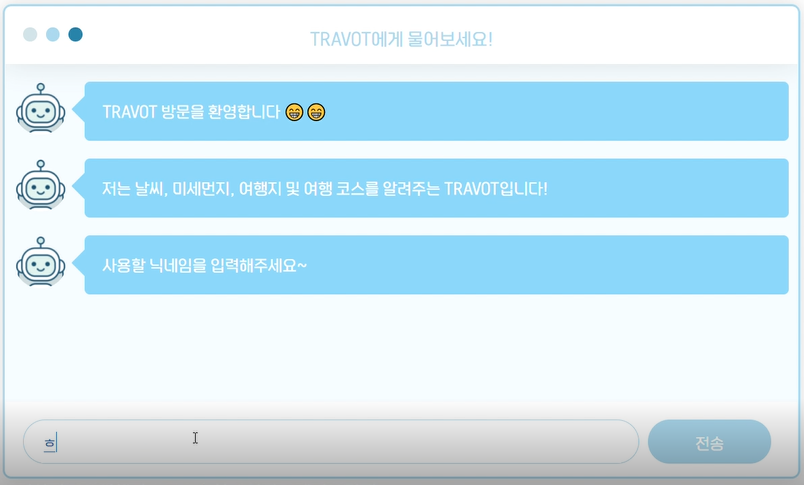 TRAVOT에게 물어보세요!
TRAVOT 방문을 환영합니다 😁😁
저는 날씨, 미세먼지, 여행지 및 여행 코스를 알려주는 TRAVOT입니다!
사용할 닉네임을 입력해주세요~
ㅎ
전송